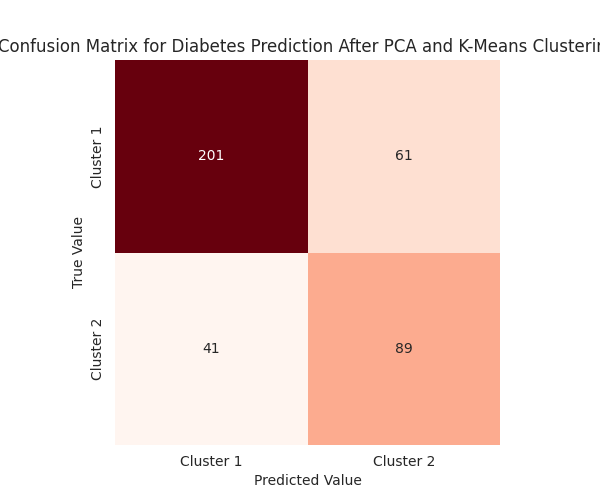 Confusion Matrix for Diabetes Prediction After PCA and K-Means Clusterin
Cluster 1
201
61
True Value
Cluster 2
41
89
Cluster 1
Cluster 2
Predicted Value